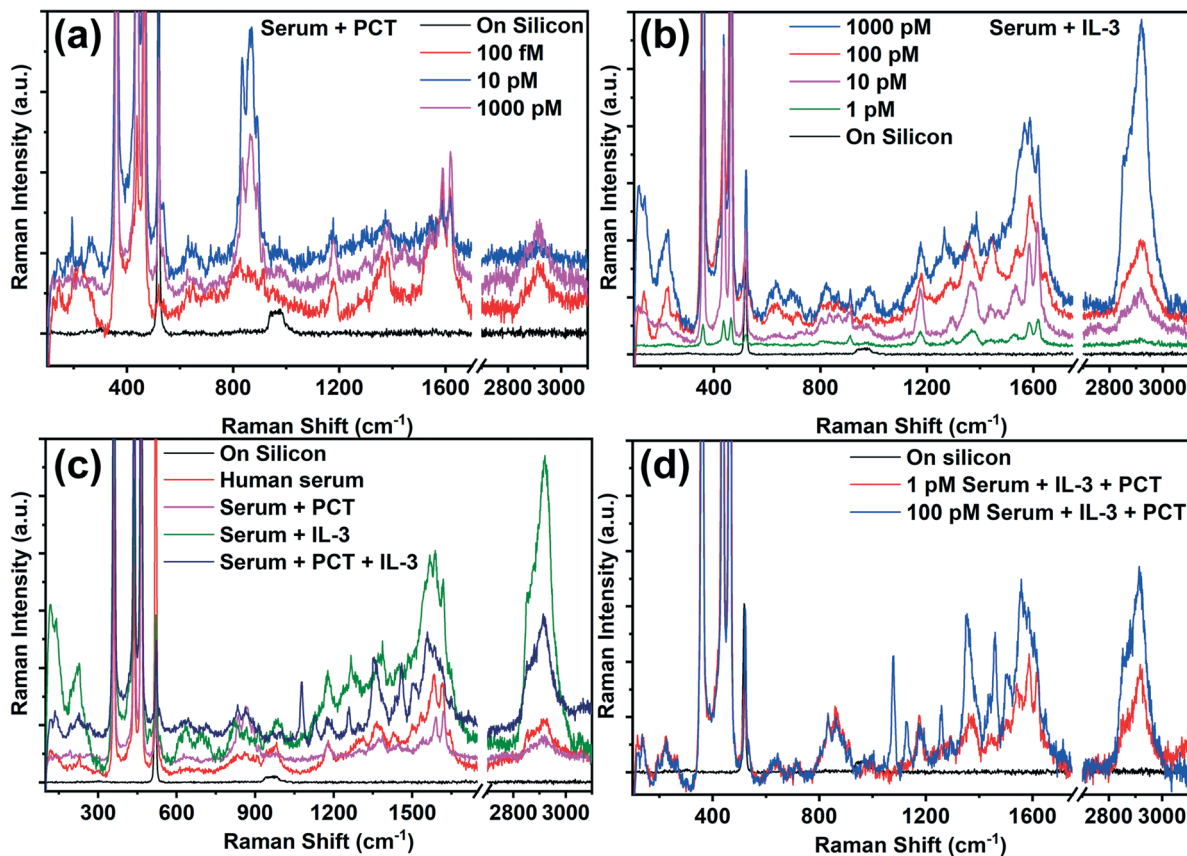 (a)
Serum + PCT
On Silicon
100 fM
10 pM
1000 pM
Raman Intensity (a.u.)
400
800
1200
1600
2900
Raman Shift (cm-1)
(b)
1000 pM
100 pM
10 pM
1 pM
On Silicon
Serum + IL-3
Raman Intensity (a.u.)
400
800
1200
1600
2800
3000
Raman Shift (cm-1)
(c)
On Silicon
Human serum
Serum + PCT
Serum + IL-3
Serum + PCT + IL-3
Raman Intensity (a.u.)
300
600
900
1200
1500
2800
3000
Raman Shift (cm-1)
(d)
On silicon
1 pM Serum + IL-3 + PCT
100 pM Serum + IL-3 + PCT
Raman Intensity (a.u.)
400
800
1200
1600
2800
3000
Raman Shift (cm-1)